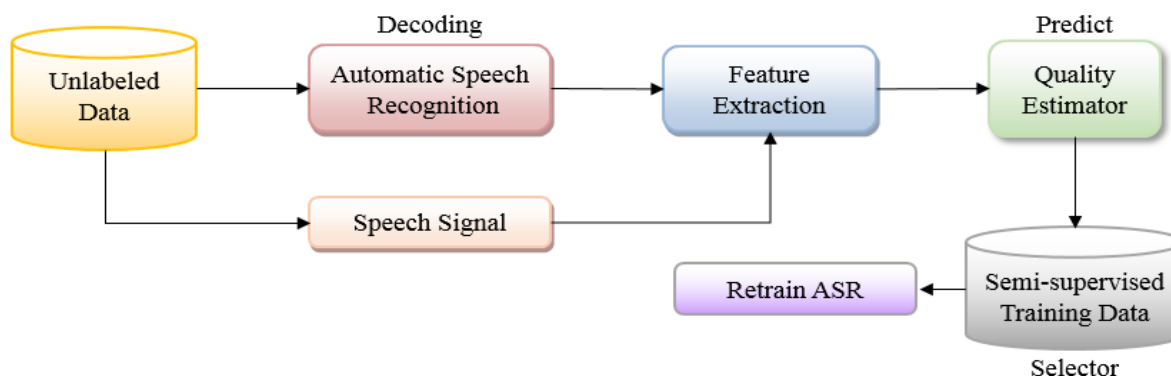 Decoding
Predict
Unlabeled
Data
Automatic Speech
Recognition
Feature
Extraction
Quality
Estimator
Speech Signal
Retrain ASR
Semi-supervised
Training Data
Selector